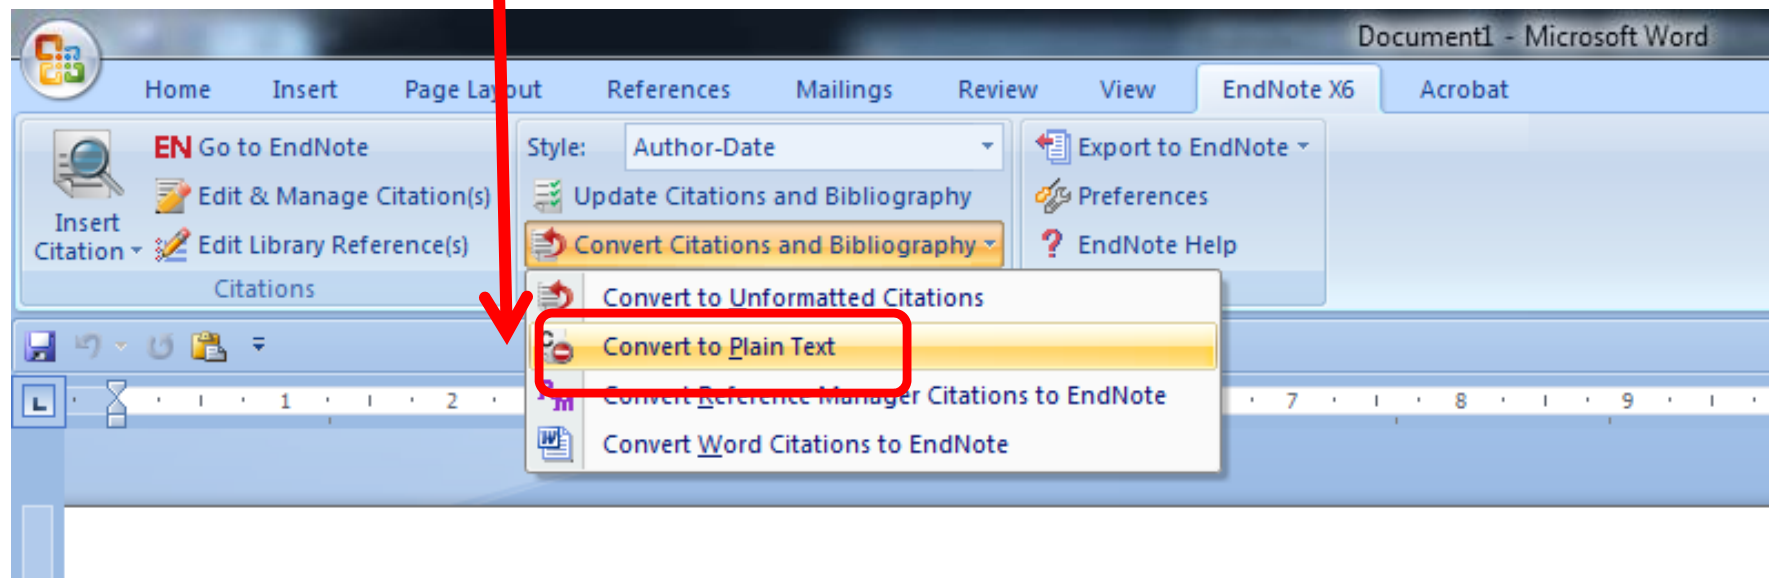 Document1 - Microsoft Word
Home Insert Page Layout References Mailings Review View EndNote X6 Acrobat
EN Go to EndNote
Edit & Manage Citation(s)
Edit Library Reference(s)
Insert
Citation
Citations
Style: Author-Date
Update Citations and Bibliography
Convert Citations and Bibliography
Export to EndNote
Preferences
? EndNote Help
Convert to Unformatted Citations
Convert to Plain Text
Convert Reference Manager Citations to EndNote
Convert Word Citations to EndNote
L 1 2 7 8 9